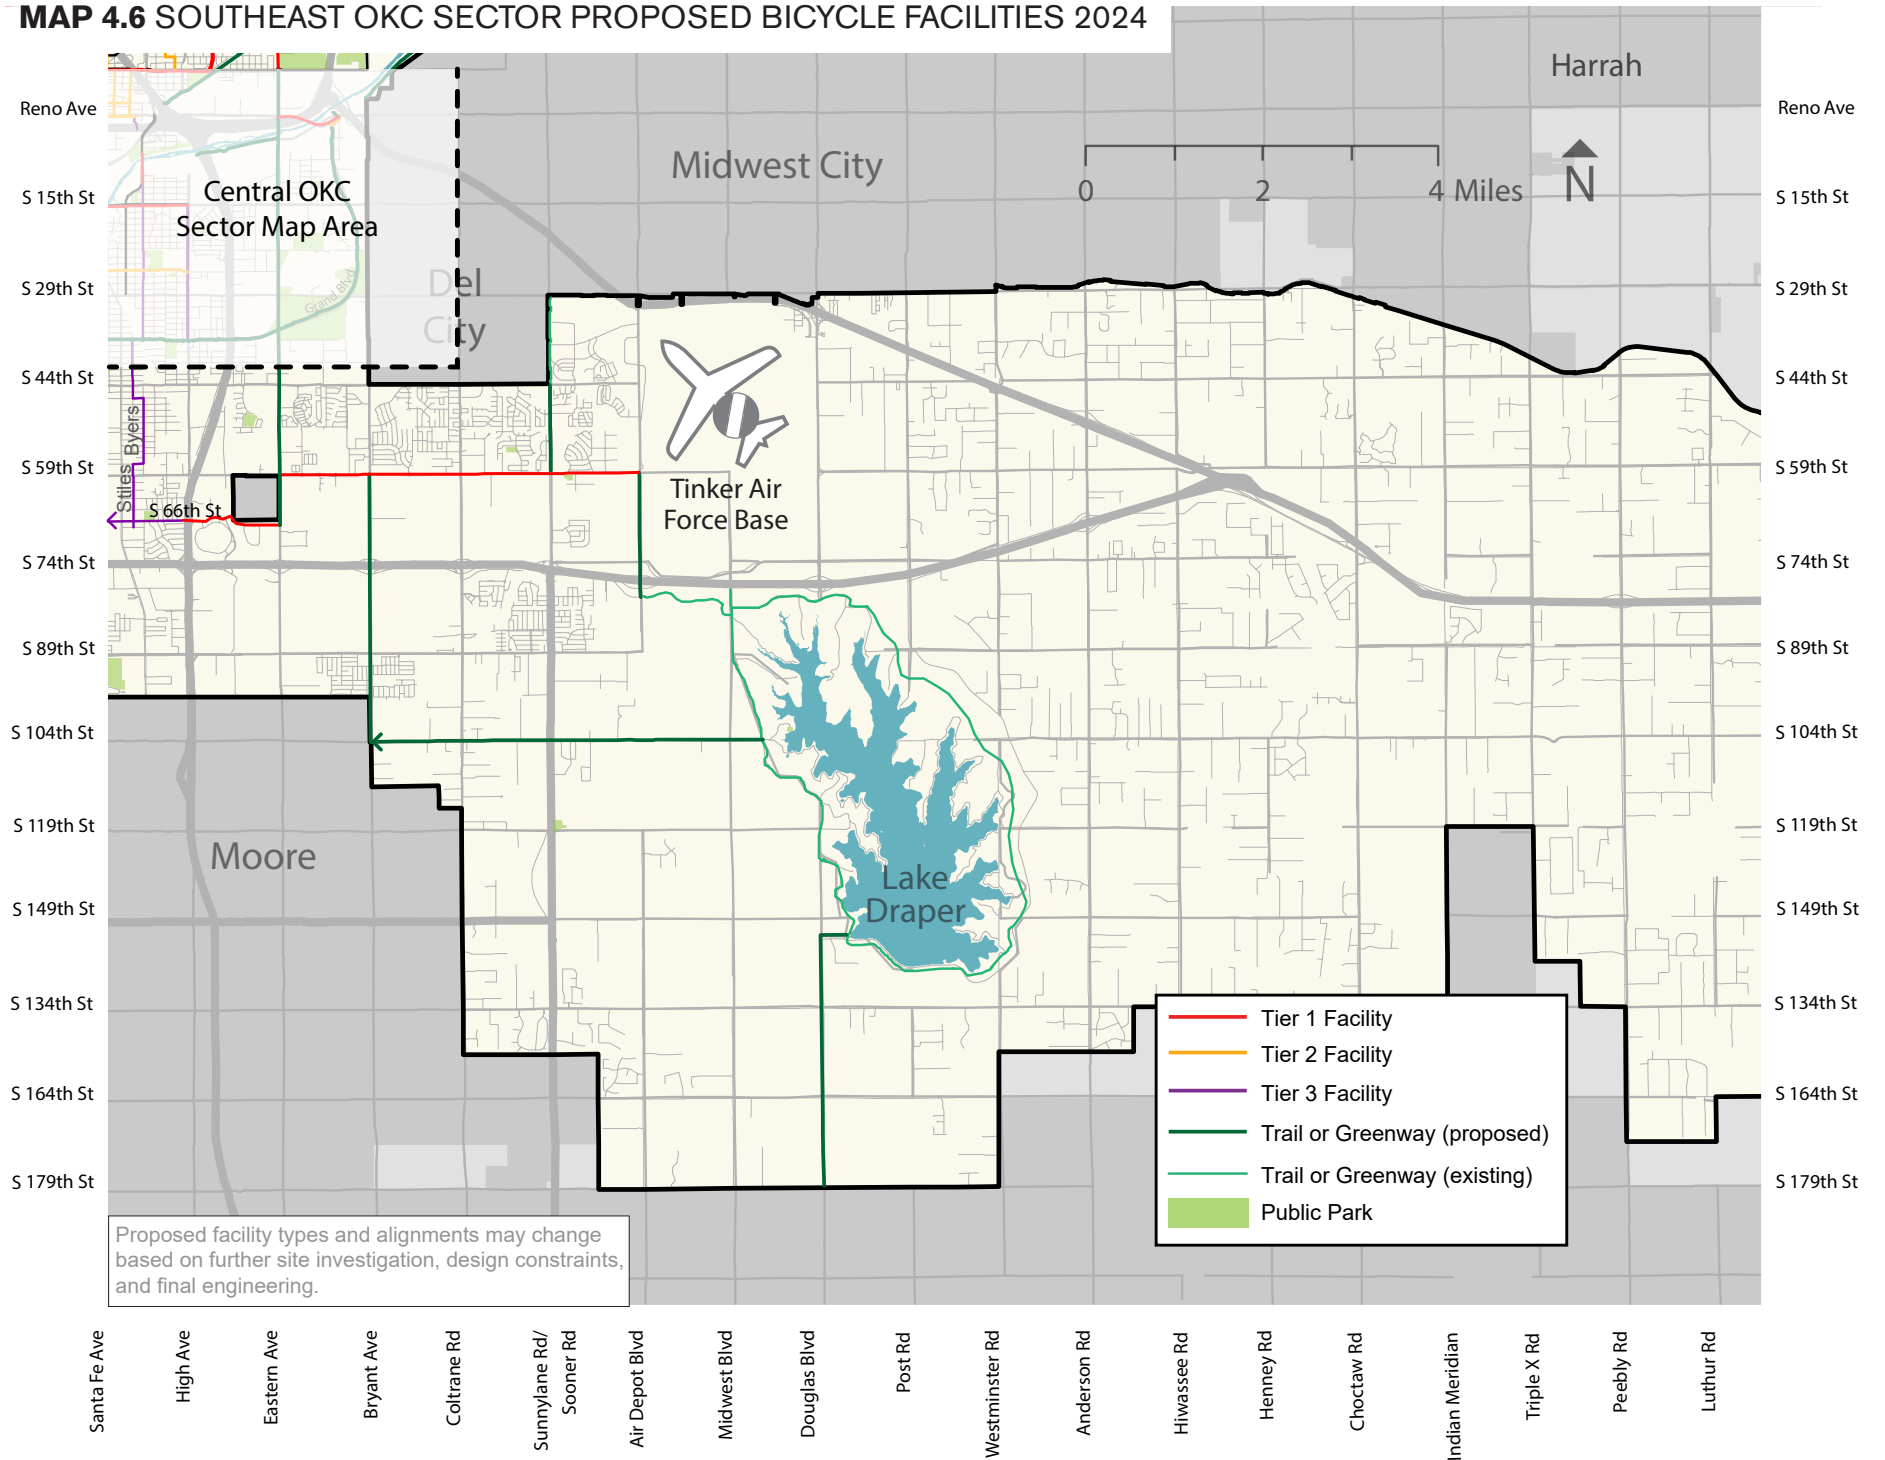 MAP 4.6 SOUTHEAST OKC SECTOR PROPOSED BICYCLE FACILITIES 2024
Harrah
Reno Ave
Reno Ave
Midwest City
0 2 4 Miles N
Central OKC
Sector Map Area
S 15th St
S 15th St
Grand Blvd
Del
City
S 29th St
S 29th St
S 44th St
S 44th St
Stiles Byers
S 59th St
S 59th St
Tinker Air
Force Base
S 66th St
S 74th St
S 74th St
S 89th St
S 89th St
S 104th St
S 104th St
S 119th St
S 119th St
Moore
Lake
Draper
S 149th St
S 149th St
S 134th St
S 134th St
S 164th St
S 164th St
S 179th St
S 179th St
Tier 1 Facility
Tier 2 Facility
Tier 3 Facility
Trail or Greenway (proposed)
Trail or Greenway (existing)
Public Park
Proposed facility types and alignments may change
based on further site investigation, design constraints,
and final engineering.
Santa Fe Ave
High Ave
Eastern Ave
Bryant Ave
Coltrane Rd
Sunnylane Rd/
Sooner Rd
Air Depot Blvd
Midwest Blvd
Douglas Blvd
Post Rd
Westminster Rd
Anderson Rd
Hiwassee Rd
Henney Rd
Choctaw Rd
Indian Meridian
Triple X Rd
Peebly Rd
Luthur Rd